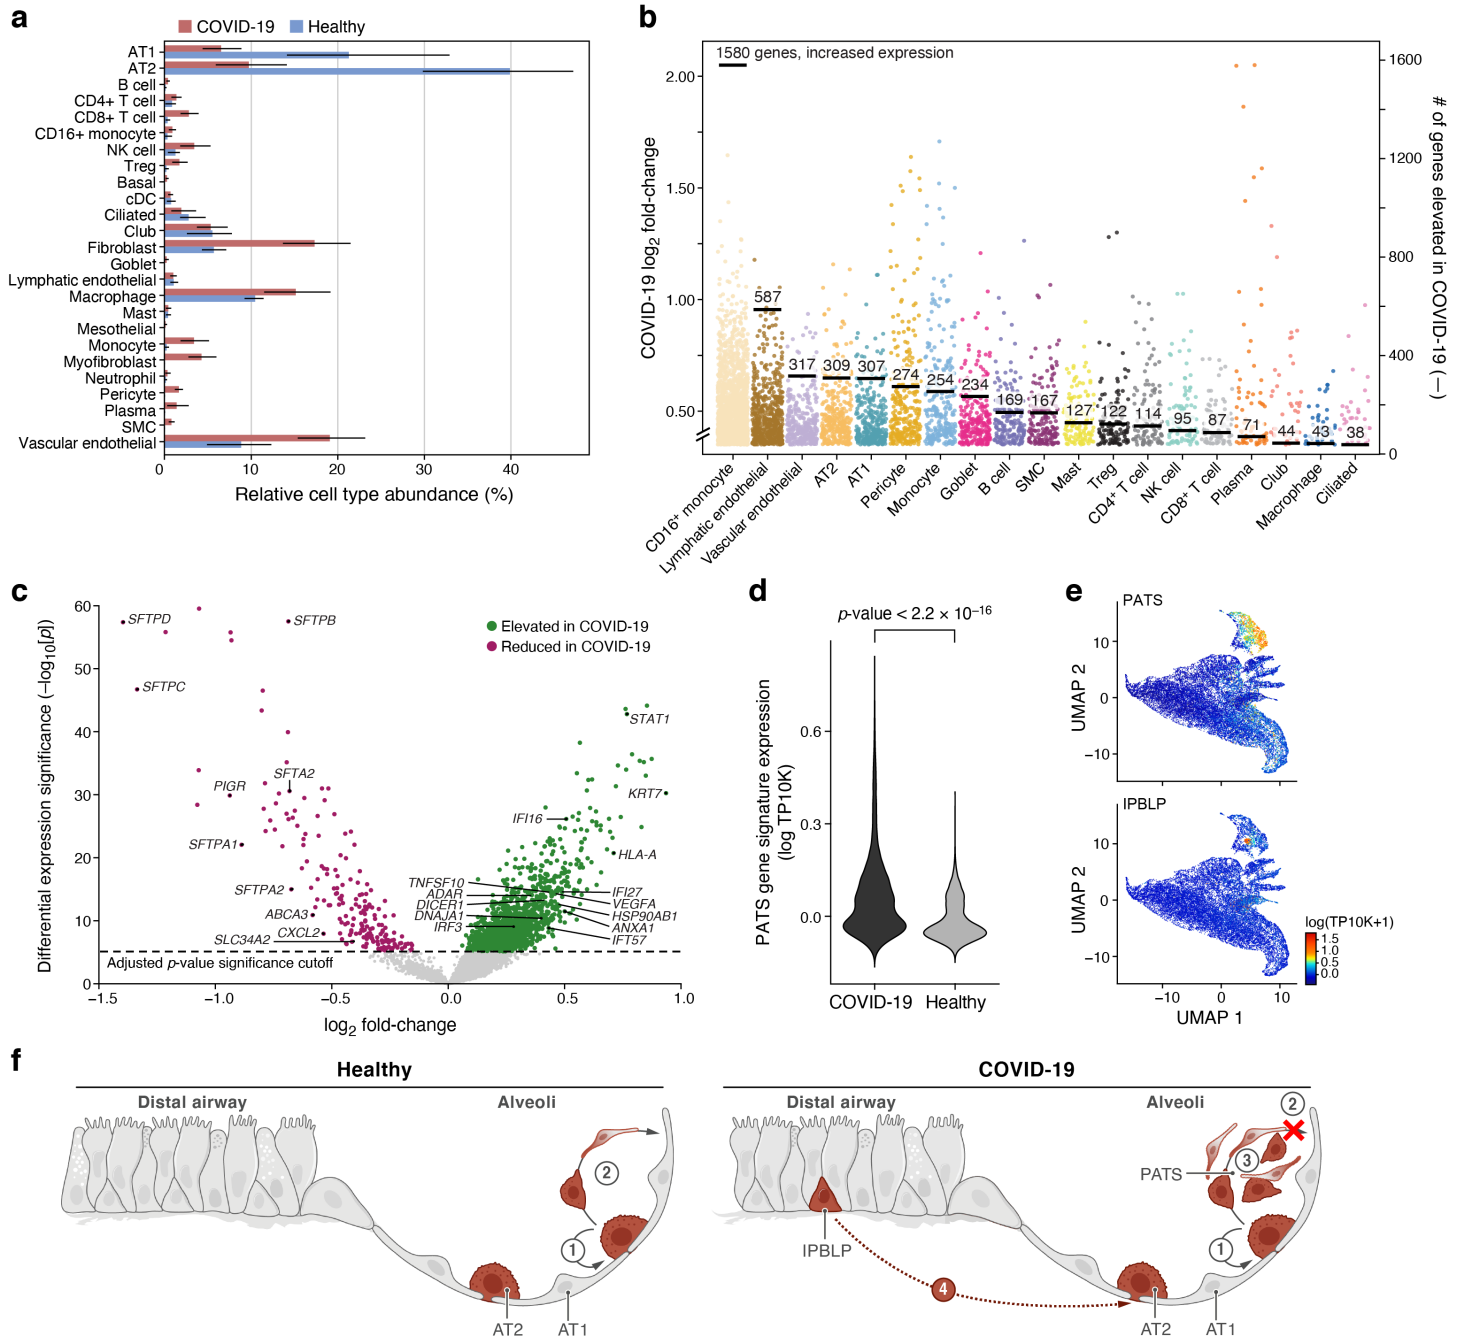 a
COVID-19
Healthy
AT1
AT2
B cell
CD4+ T cell
CD8+ T cell
CD16+ monocyte
NK cell
Treg
Basal
cDC
Ciliated
Club
Fibroblast
Goblet
Lymphatic endothelial
Macrophage
Mast
Mesothelial
Monocyte
Myofibroblast
Neutrophil
Pericyte
Plasma
SMC
Vascular endothelial
0 10 20 30 40
Relative cell type abundance (%)
b
1580 genes, increased expression
2.00
1.50
1.00
0.50
COVID-19 log2 fold-change
1600
1200
800
400
0
# of genes elevated in COVID-19 (—)
587
317
309
307
274
254
234
169
167
127
122
114
95
87
71
44
43
38
CD16+ monocyte
Lymphatic endothelial
Vascular endothelial
AT2
AT1
Pericyte
Monocyte
Goblet
B cell
SMC
Mast
Treg
CD4+ T cell
NK cell
CD8+ T cell
Plasma
Club
Macrophage
Ciliated
c
Differential expression significance (−log10[p])
60
50
40
30
20
10
0
Elevated in COVID-19
Reduced in COVID-19
SFTPD
SFTPB
SFTPC
STAT1
SFTA2
PIGR
KRT7
IFI16
SFTPA1
HLA-A
SFTPA2
TNFSF10
ADAR
DICER1
DNAJA1
IRF3
IFI27
VEGFA
HSP90AB1
ANXA1
IFT57
ABCA3
CXCL2
SLC34A2
Adjusted p-value significance cutoff
−1.5 −1.0 −0.5 0.0 0.5 1.0
log2 fold-change
d
p-value < 2.2 × 10−16
PATS gene signature expression
(log TP10K)
0.6
0.3
0.0
COVID-19 Healthy
e
PATS
10
0
−10
UMAP 2
IPBLP
10
0
−10
UMAP 2
−10 0 10
UMAP 1
log(TP10K+1)
1.5
1.0
0.5
0.0
f
Healthy
Distal airway
Alveoli
2
1
AT2
AT1
COVID-19
Distal airway
Alveoli
2
3
PATS
1
IPBLP
4
AT2
AT1